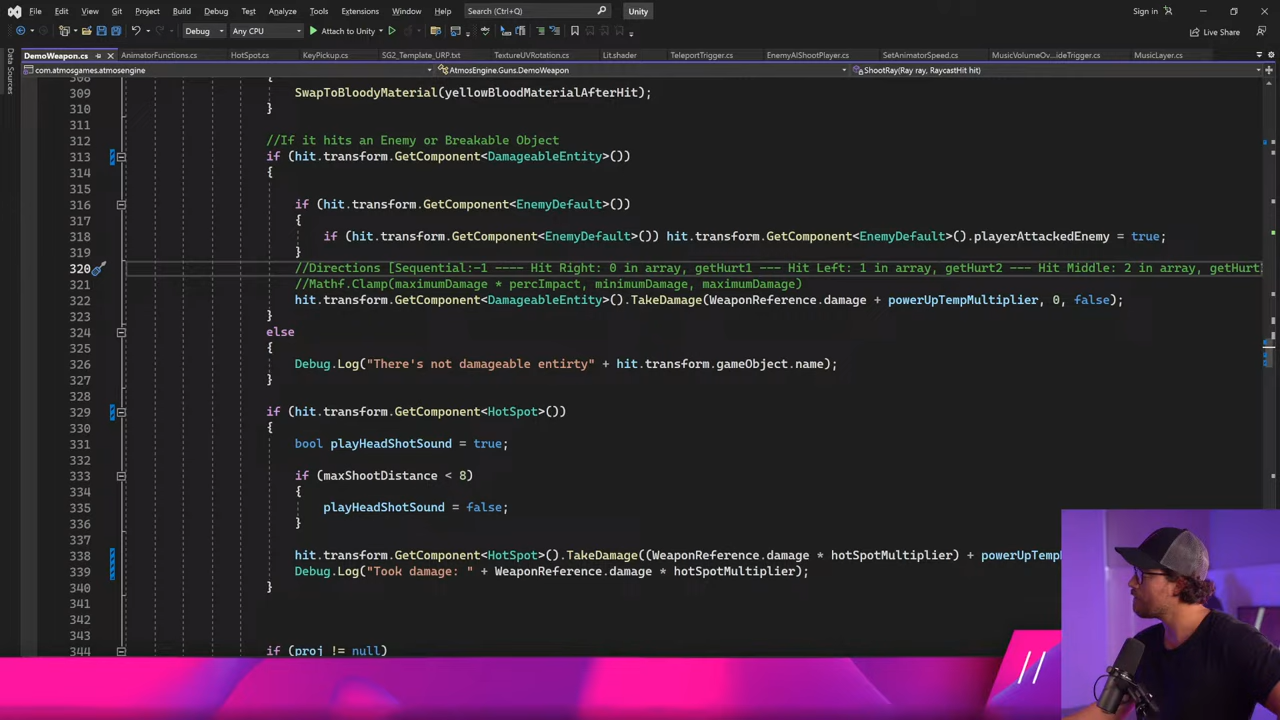 File Edit View Git Project Build Debug Test Analyze Tools Extensions Window Help Search (Ctrl+Q) Unity Sign in
Debug Any CPU Attach to Unity Live Share
DemoWeapon.cs AnimatorFunctions.cs HotSpot.cs KeyPickup.cs SG2_Template_URP.txt TextureUVRotation.cs Lit.shader TeleportTrigger.cs EnemyAIShootPlayer.cs SetAnimatorSpeed.cs MusicVolumeOv...ideTrigger.cs MusicLayer.cs
Data Sources
com.atmosgames.atmosengine AtmosEngine.Guns.DemoWeapon ShootRay(Ray ray, RaycastHit hit)
308 }
309 SwapToBloodyMaterial(yellowBloodMaterialAfterHit);
310 }
311
312 //If it hits an Enemy or Breakable Object
313 if (hit.transform.GetComponent<DamageableEntity>())
314 {
315
316 if (hit.transform.GetComponent<EnemyDefault>())
317 {
318 if (hit.transform.GetComponent<EnemyDefault>()) hit.transform.GetComponent<EnemyDefault>().playerAttackedEnemy = true;
319 }
320 //Directions [Sequential:-1 ---- Hit Right: 0 in array, getHurt1 --- Hit Left: 1 in array, getHurt2 --- Hit Middle: 2 in array, getHurt
321 //Mathf.Clamp(maximumDamage * percImpact, minimumDamage, maximumDamage)
322 hit.transform.GetComponent<DamageableEntity>().TakeDamage(WeaponReference.damage + powerUpTempMultiplier, 0, false);
323 }
324 else
325 {
326 Debug.Log("There's not damageable entirty" + hit.transform.gameObject.name);
327 }
328
329 if (hit.transform.GetComponent<HotSpot>())
330 {
331 bool playHeadShotSound = true;
332
333 if (maxShootDistance < 8)
334 {
335 playHeadShotSound = false;
336 }
337
338 hit.transform.GetComponent<HotSpot>().TakeDamage((WeaponReference.damage * hotSpotMultiplier) + powerUpTemp
339 Debug.Log("Took damage: " + WeaponReference.damage * hotSpotMultiplier);
340 }
341
342
343
344 if (proj != null)
//